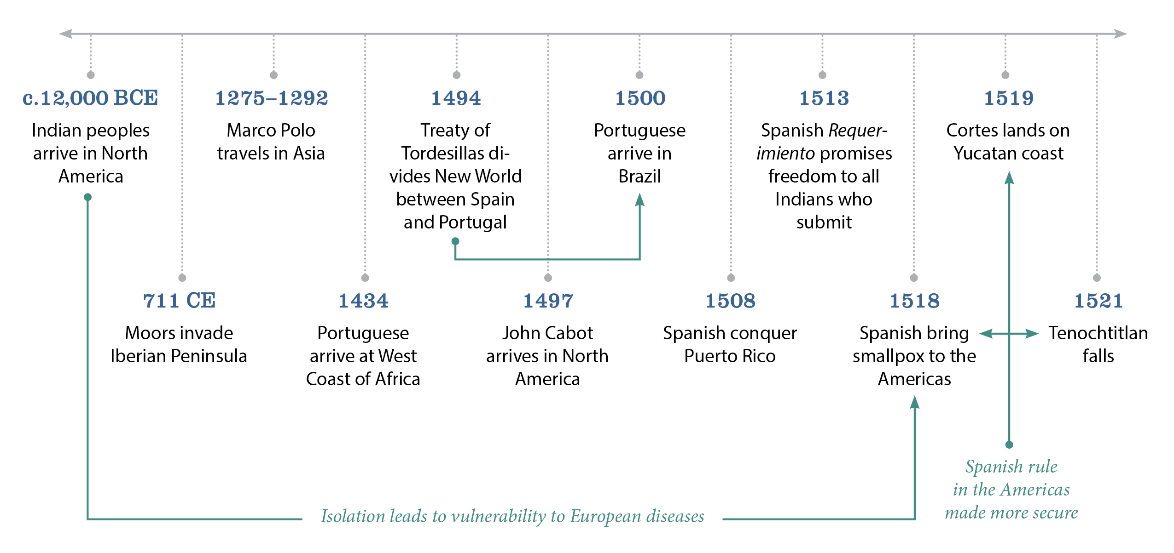 c.12,000 BCE
Indian peoples
arrive in North
America
711 CE
Moors invade
Iberian Peninsula
1275–1292
Marco Polo
travels in Asia
1434
Portuguese
arrive at West
Coast of Africa
1494
Treaty of
Tordesillas di-
vides New World
between Spain
and Portugal
1497
John Cabot
arrives in North
America
1500
Portuguese
arrive in
Brazil
1508
Spanish conquer
Puerto Rico
1513
Spanish Requer-
imiento promises
freedom to all
Indians who
submit
1518
Spanish bring
smallpox to the
Americas
1519
Cortes lands on
Yucatan coast
1521
Tenochtitlan
falls
Isolation leads to vulnerability to European diseases
Spanish rule
in the Americas
made more secure